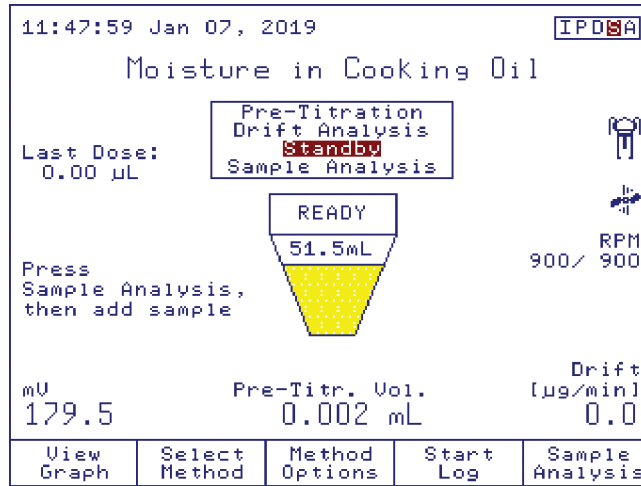 11:47:59 Jan 07, 2019
IPDSA
Moisture in Cooking Oil
Pre-Titration
Drift Analysis
Standby
Sample Analysis
Last Dose:
0.00 µL
READY
51.5mL
RPM
900/ 900
Press
Sample Analysis,
then add sample
mV
179.5
Pre-Titr. Vol.
0.002 mL
Drift
[µg/min]
0.0
View
Graph
Select
Method
Method
Options
Start
Log
Sample
Analysis